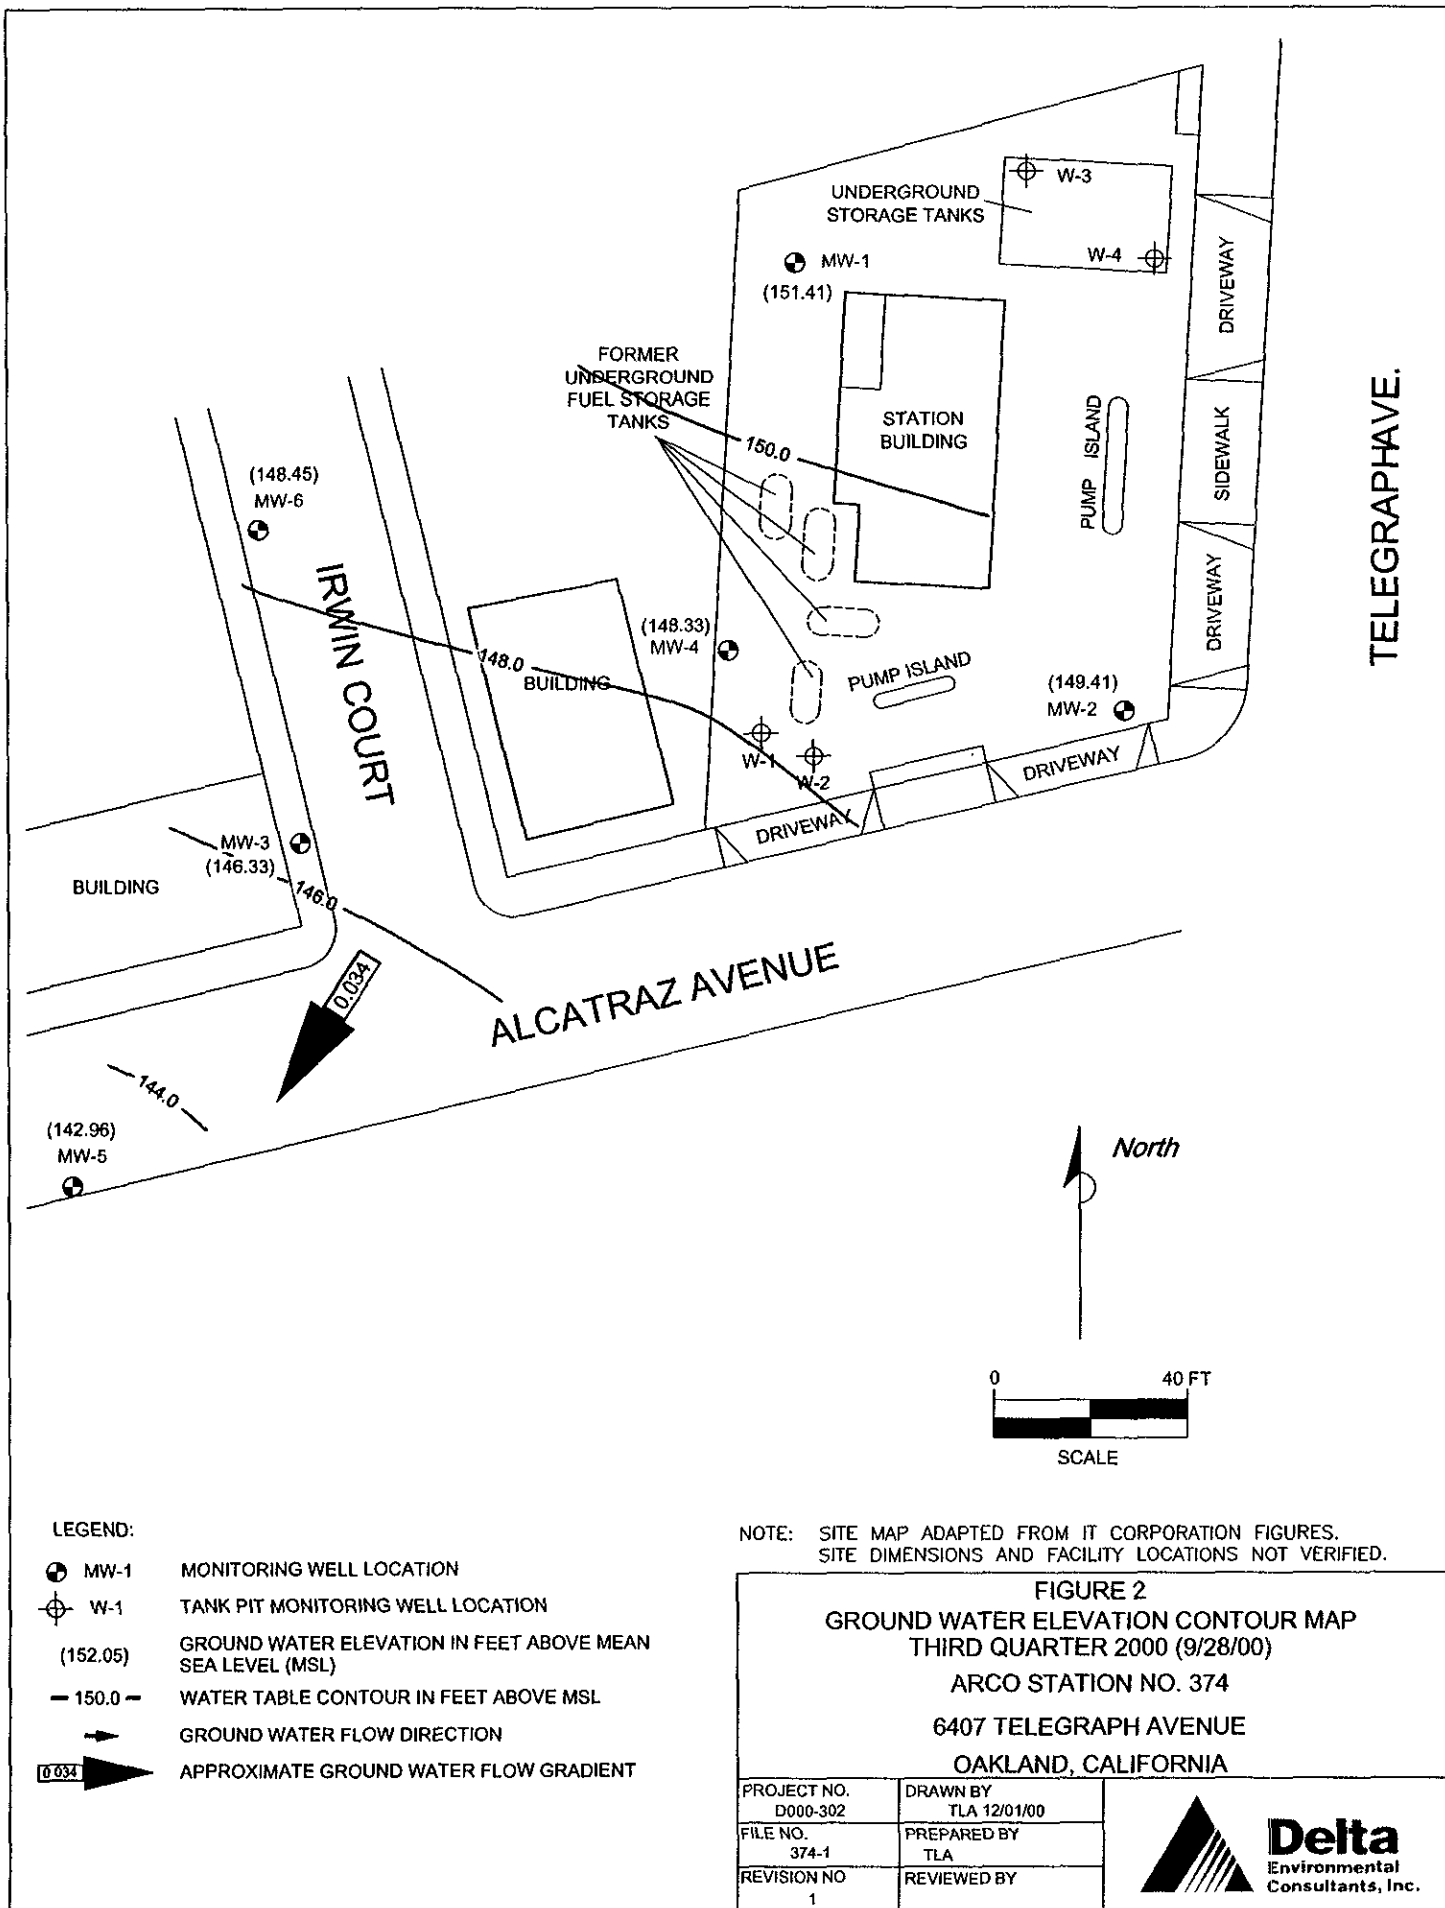 W-3
UNDERGROUND
STORAGE TANKS
W-4
MW-1
(151.41)
DRIVEWAY
FORMER
UNDERGROUND
FUEL STORAGE
TANKS
150.0
STATION
BUILDING
PUMP ISLAND
SIDEWALK
TELEGRAPHAVE.
(148.45)
MW-6
IRWIN COURT
DRIVEWAY
(148.33)
MW-4
148.0
BUILDING
PUMP ISLAND
(149.41)
MW-2
W-1
W-2
DRIVEWAY
DRIVEWAY
MW-3
(146.33)
146.0
BUILDING
0.034
ALCATRAZ AVENUE
144.0
(142.96)
MW-5
North
0 40 FT
SCALE
LEGEND:
MW-1 MONITORING WELL LOCATION
W-1 TANK PIT MONITORING WELL LOCATION
(152.05) GROUND WATER ELEVATION IN FEET ABOVE MEAN
SEA LEVEL (MSL)
150.0 WATER TABLE CONTOUR IN FEET ABOVE MSL
GROUND WATER FLOW DIRECTION
0.034 APPROXIMATE GROUND WATER FLOW GRADIENT
NOTE: SITE MAP ADAPTED FROM IT CORPORATION FIGURES.
SITE DIMENSIONS AND FACILITY LOCATIONS NOT VERIFIED.
FIGURE 2
GROUND WATER ELEVATION CONTOUR MAP
THIRD QUARTER 2000 (9/28/00)
ARCO STATION NO. 374
6407 TELEGRAPH AVENUE
OAKLAND, CALIFORNIA
PROJECT NO.
D000-302
DRAWN BY
TLA 12/01/00
FILE NO.
374-1
PREPARED BY
TLA
REVISION NO
1
REVIEWED BY
Delta
Environmental
Consultants, Inc.